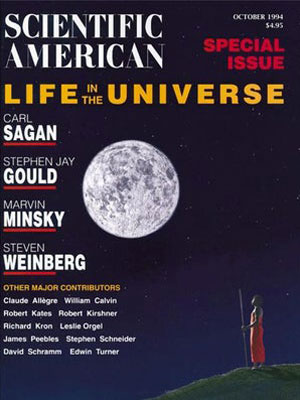 SCIENTIFIC
AMERICAN
OCTOBER 1994
$4.95
SPECIAL
ISSUE
LIFE IN THE UNIVERSE
CARL
SAGAN
STEPHEN JAY
GOULD
MARVIN
MINSKY
STEVEN
WEINBERG
OTHER MAJOR CONTRIBUTORS
Claude Allègre William Calvin
Robert Kates Robert Kirshner
Richard Kron Leslie Orgel
James Peebles Stephen Schneider
David Schramm Edwin Turner